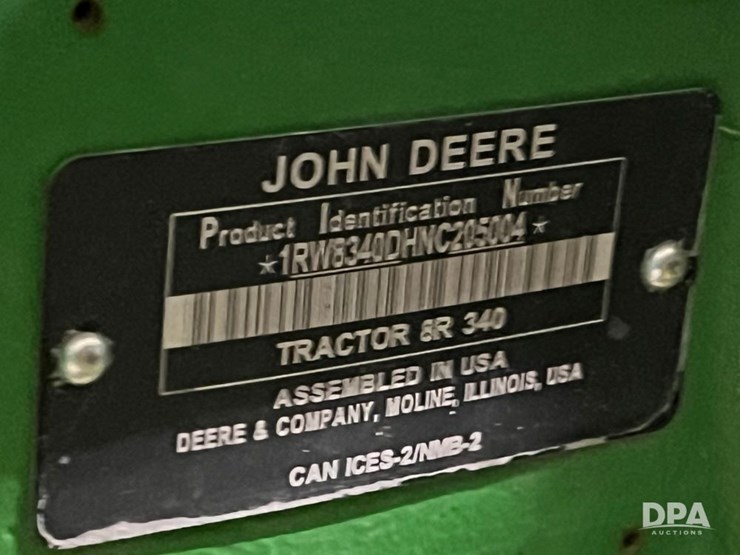 JOHN DEERE
Product Identification Number
*1RW8340DHNC205004*
TRACTOR 8R 340
ASSEMBLED IN USA
DEERE & COMPANY, MOLINE, ILLINOIS, USA
CAN ICES-2/NMB-2
DPA
AUCTIONS